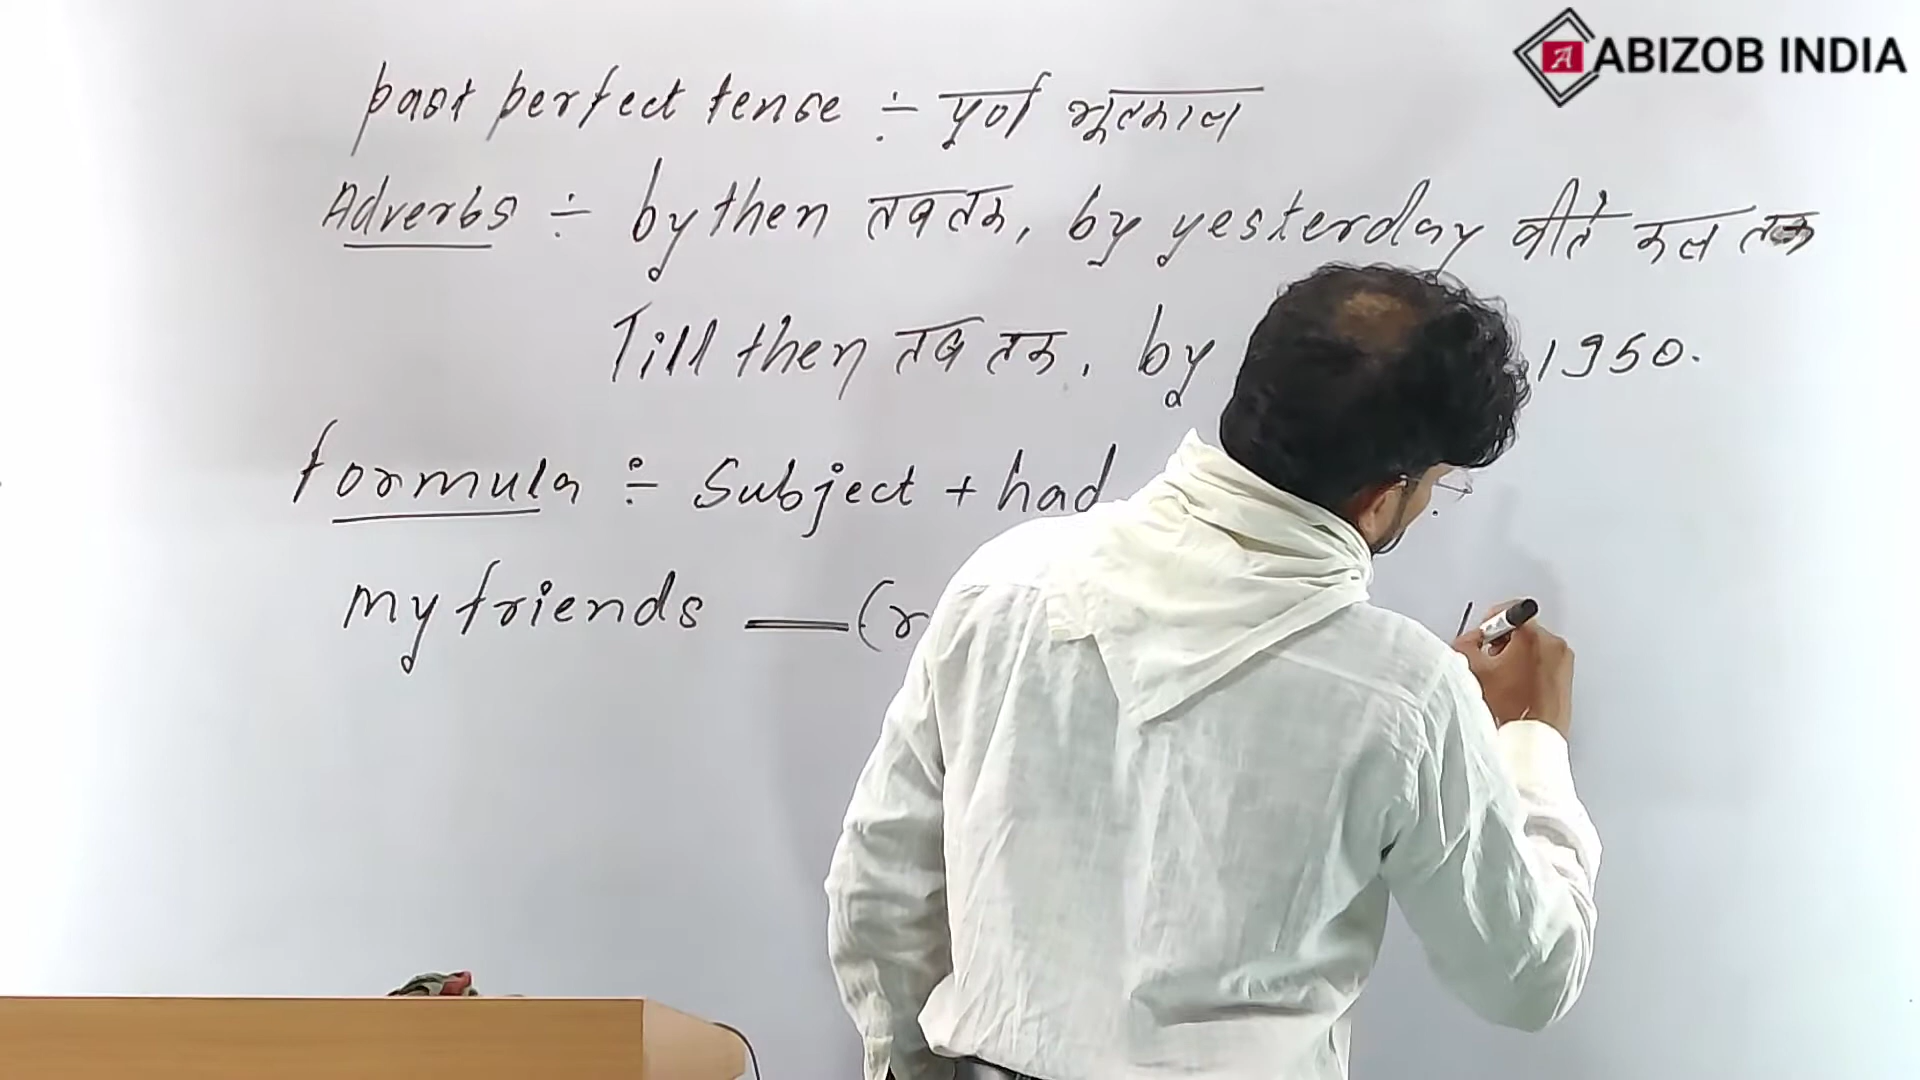 ABIZOB INDIA
past perfect tense ÷ पूर्ण भूतकाल
Adverbs ÷ by then तब तक, by yesterday बीते कल तक
Till then तब तक, by 1950.
formula ÷ Subject + had
my friends — (r